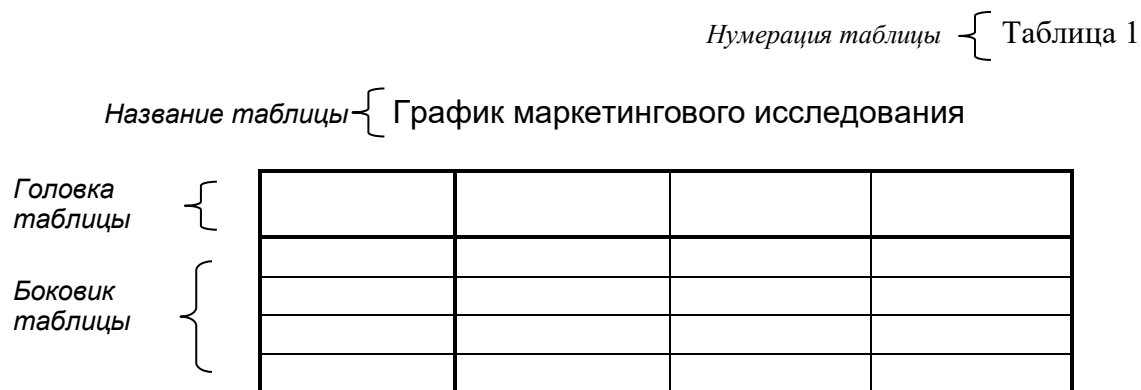 Нумерация таблицы Таблица 1
Название таблицы График маркетингового исследования
Головка
таблицы
Боковик
таблицы